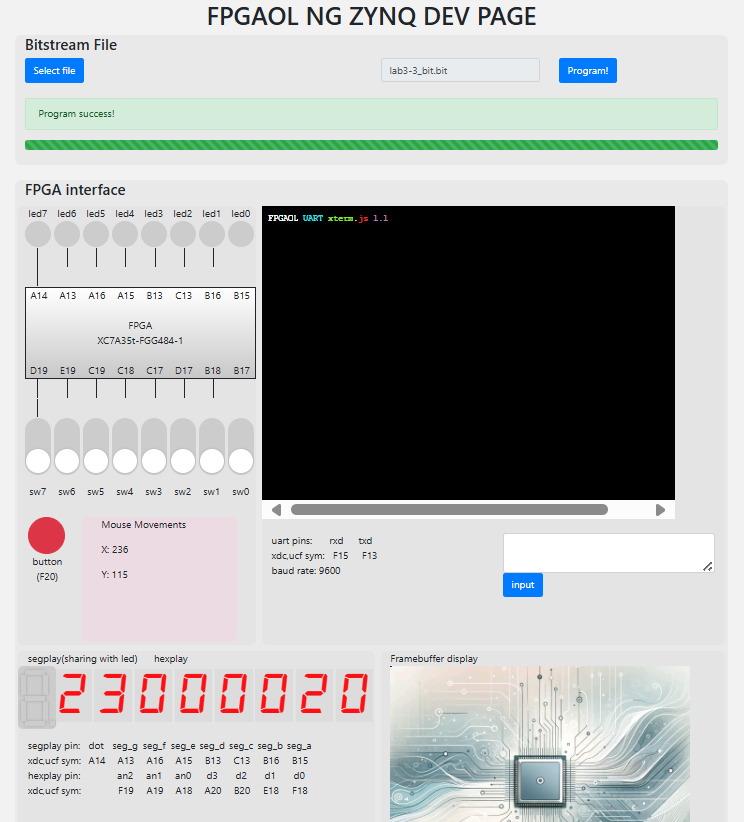 FPGAOL NG ZYNQ DEV PAGE
Bitstream File
Select file lab3-3_bit.bit Program!
Program success!
FPGA interface
led7 led6 led5 led4 led3 led2 led1 led0
FPGAOL UART xterm.js 1.1
A14 A13 A16 A15 B13 C13 B16 B15
FPGA
XC7A35t-FGG484-1
D19 E19 C19 C18 C17 D17 B18 B17
sw7 sw6 sw5 sw4 sw3 sw2 sw1 sw0
Mouse Movements
X: 236
Y: 115
button
(F20)
uart pins: rxd txd
xdc,ucf sym: F15 F13
baud rate: 9600
input
segplay(sharing with led) hexplay
23000020
segplay pin: dot seg_g seg_f seg_e seg_d seg_c seg_b seg_a
xdc,ucf sym: A14 A13 A16 A15 B13 C13 B16 B15
hexplay pin: an2 an1 an0 d3 d2 d1 d0
xdc,ucf sym: F19 A19 A18 A20 B20 E18 F18
Framebuffer display